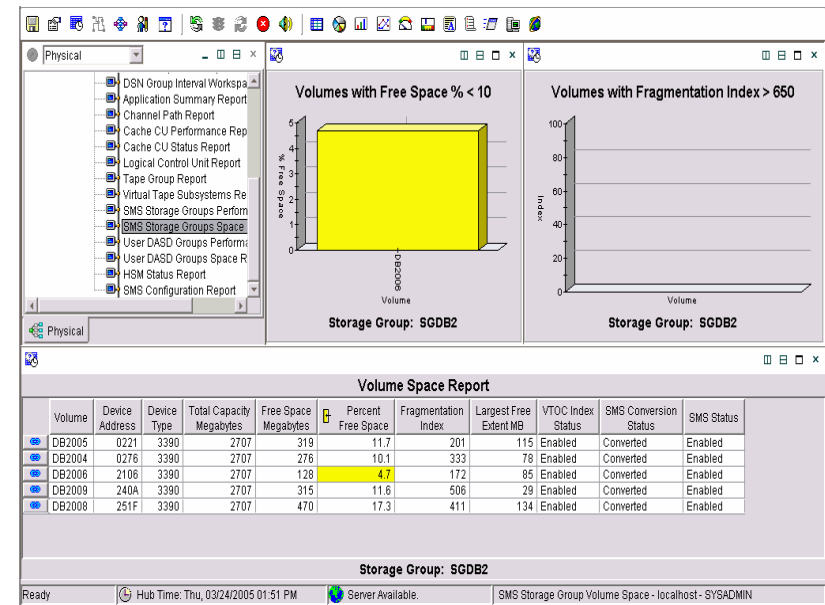 Physical
DSN Group Interval Workspa
Application Summary Report
Channel Path Report
Cache CU Performance Rep
Cache CU Status Report
Logical Control Unit Report
Tape Group Report
Virtual Tape Subsystems Re
SMS Storage Groups Perform
SMS Storage Groups Space
User DASD Groups Performa
User DASD Groups Space R
HSM Status Report
SMS Configuration Report
Physical
Volumes with Free Space % < 10
% Free Space
5
4
3
2
1
0
DB2006
Volume
Storage Group: SGDB2
Volumes with Fragmentation Index > 650
Index
100
80
60
40
20
0
Volume
Storage Group: SGDB2
Volume Space Report
Volume Device Address Device Type Total Capacity Megabytes Free Space Megabytes Percent Free Space Fragmentation Index Largest Free Extent MB VTOC Index Status SMS Conversion Status SMS Status
DB2005 0221 3390 2707 319 11.7 201 115 Enabled Converted Enabled
DB2004 0276 3390 2707 276 10.1 333 78 Enabled Converted Enabled
DB2006 2106 3390 2707 128 4.7 172 85 Enabled Converted Enabled
DB2009 240A 3390 2707 315 11.6 506 29 Enabled Converted Enabled
DB2008 251F 3390 2707 470 17.3 411 134 Enabled Converted Enabled
Storage Group: SGDB2
Ready Hub Time: Thu, 03/24/2005 01:51 PM Server Available. SMS Storage Group Volume Space - localhost - SYSADMIN